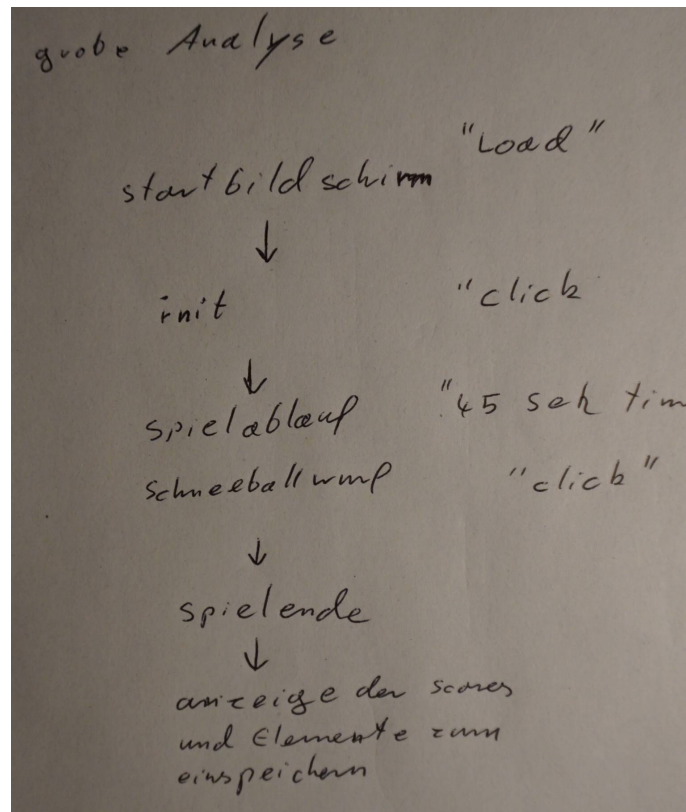 grobe Analyse
"Load"
startbildschirm
↓
init "click
↓
spielablauf "45 sek tim
schneeballwurf "click"
↓
spielende
↓
anzeige der scores
und Elemente zum
einspeichern